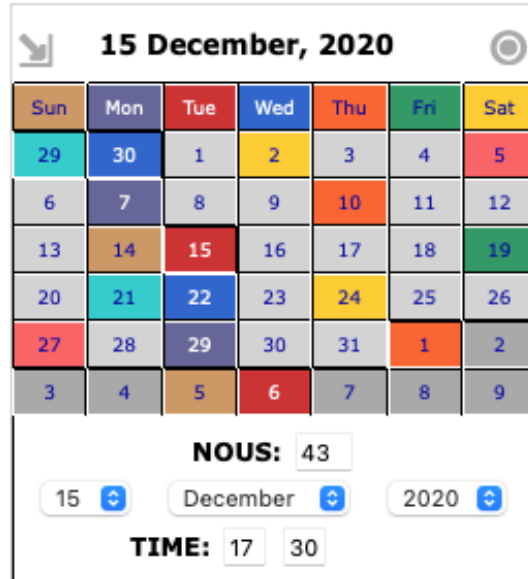 15 December, 2020
Sun Mon Tue Wed Thu Fri Sat
29 30 1 2 3 4 5
6 7 8 9 10 11 12
13 14 15 16 17 18 19
20 21 22 23 24 25 26
27 28 29 30 31 1 2
3 4 5 6 7 8 9
NOUS: 43
15 December 2020
TIME: 17 30